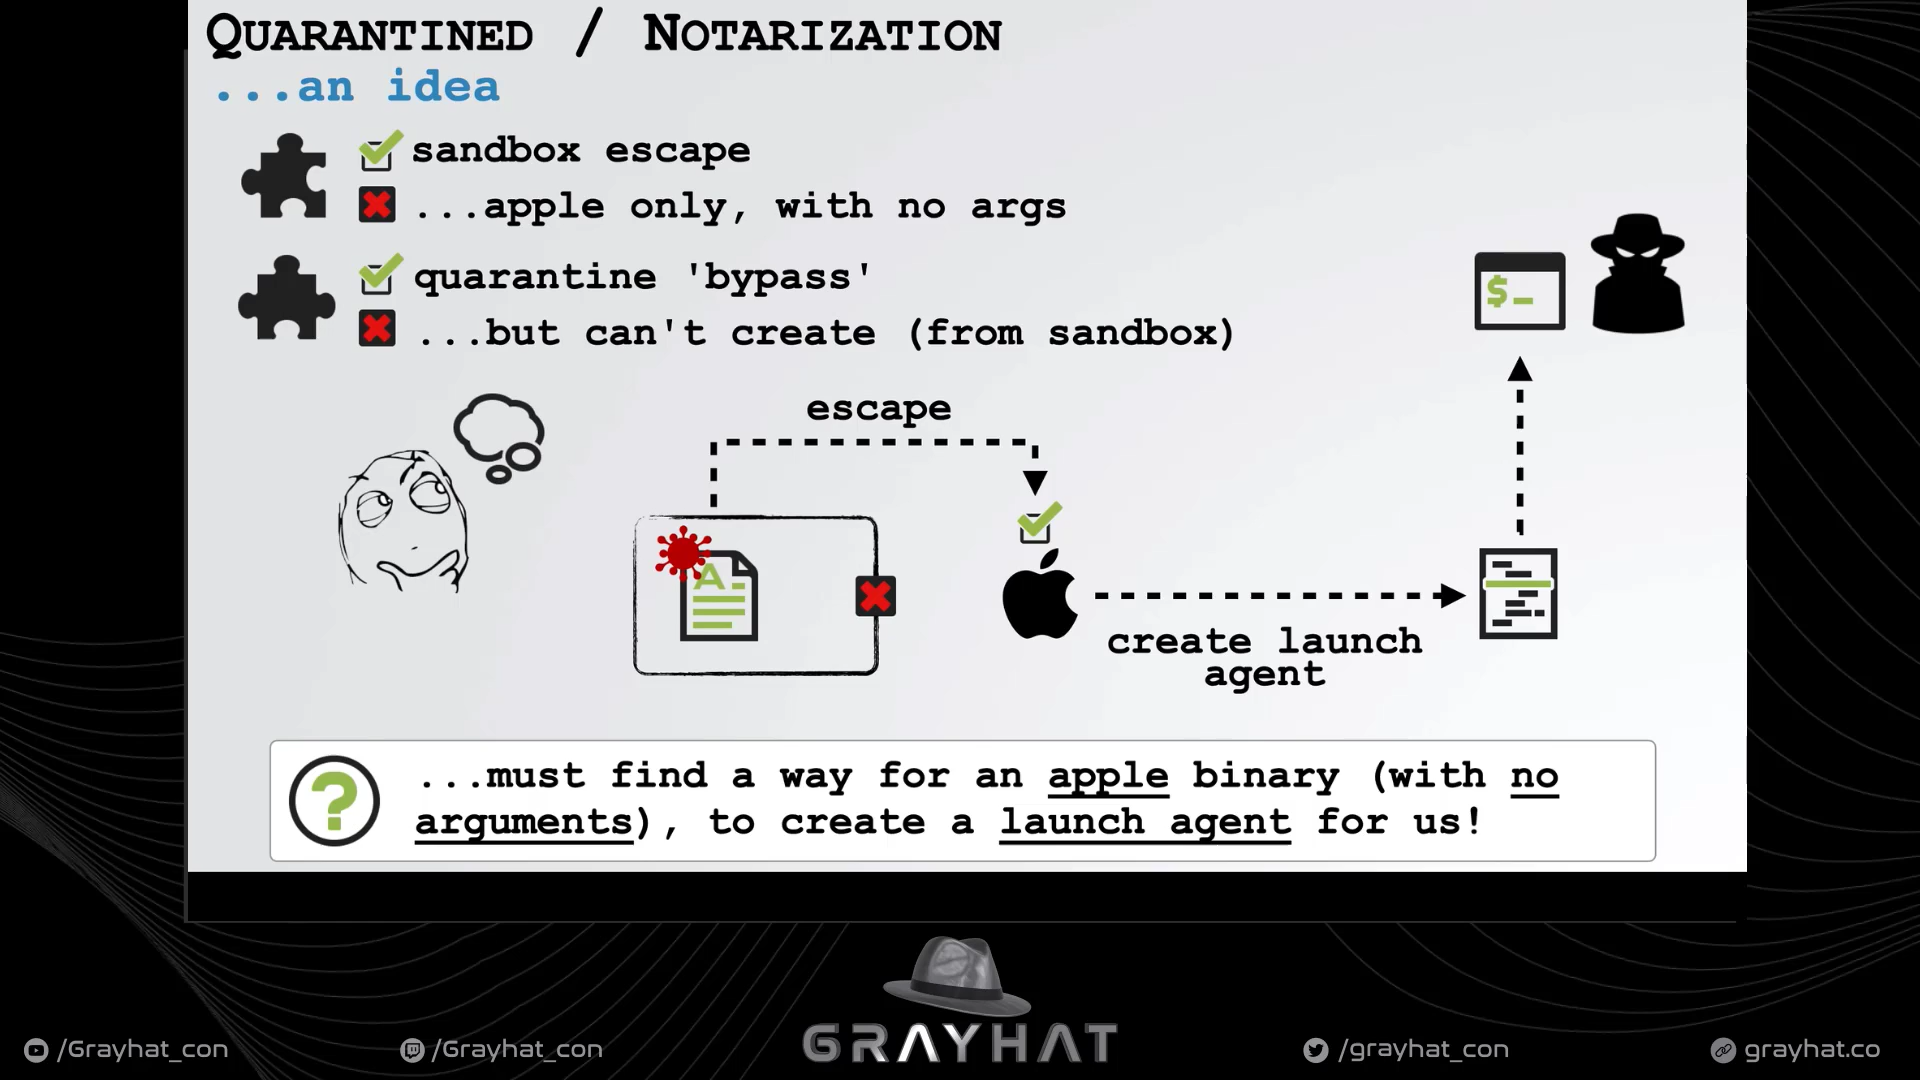 QUARANTINED / NOTARIZATION
...an idea
sandbox escape
...apple only, with no args
quarantine 'bypass'
...but can't create (from sandbox)
$_
escape
A
create launch
agent
?
...must find a way for an apple binary (with no
arguments), to create a launch agent for us!
GRAYHAT
/Grayhat_con
/Grayhat_con
/grayhat_con
grayhat.co